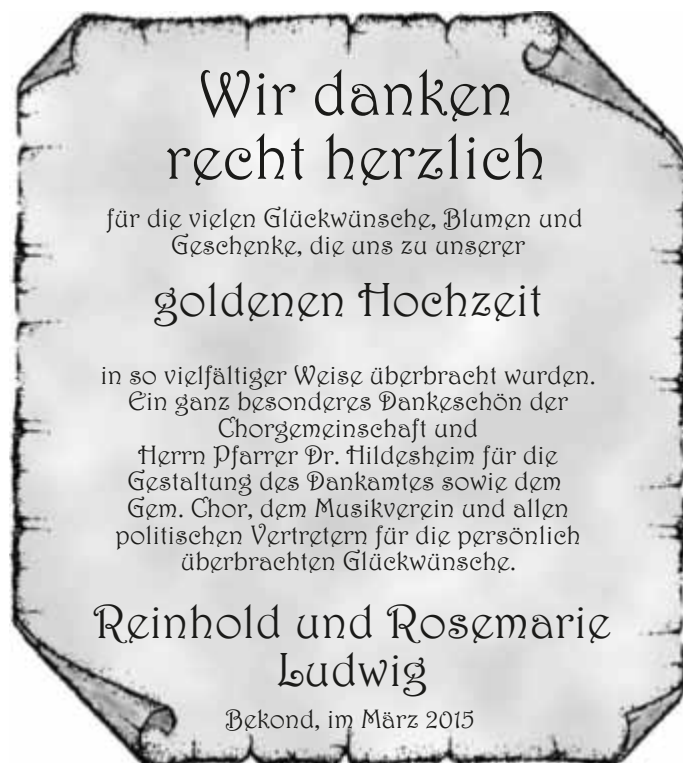 Wir danken
recht herzlich
für die vielen Glückwünsche, Blumen und
Geschenke, die uns zu unserer
goldenen Hochzeit
in so vielfältiger Weise überbracht wurden.
Ein ganz besonderes Dankeschön der
Chorgemeinschaft und
Herrn Pfarrer Dr. Hildesheim für die
Gestaltung des Dankamtes sowie dem
Gem. Chor, dem Musikverein und allen
politischen Vertretern für die persönlich
überbrachten Glückwünsche.
Reinhold und Rosemarie
Ludwig
Bekond, im März 2015